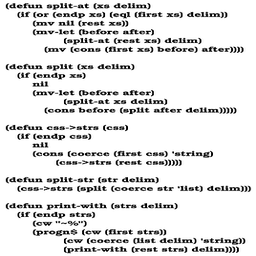 (defun split-at (xs delim)
(if (or (endp xs) (eql (first xs) delim))
(mv nil (rest xs))
(mv-let (before after)
(split-at (rest xs) delim)
(mv (cons (first xs) before) after))))
(defun split (xs delim)
(if (endp xs)
nil
(mv-let (before after)
(split-at xs delim)
(cons before (split after delim)))))
(defun css->strs (css)
(if (endp css)
nil
(cons (coerce (first css) 'string)
(css->strs (rest css)))))
(defun split-str (str delim)
(css->strs (split (coerce str 'list) delim)))
(defun print-with (strs delim)
(if (endp strs)
(cw "~%")
(progn$ (cw (first strs))
(cw (coerce (list delim) 'string))
(print-with (rest strs) delim))))